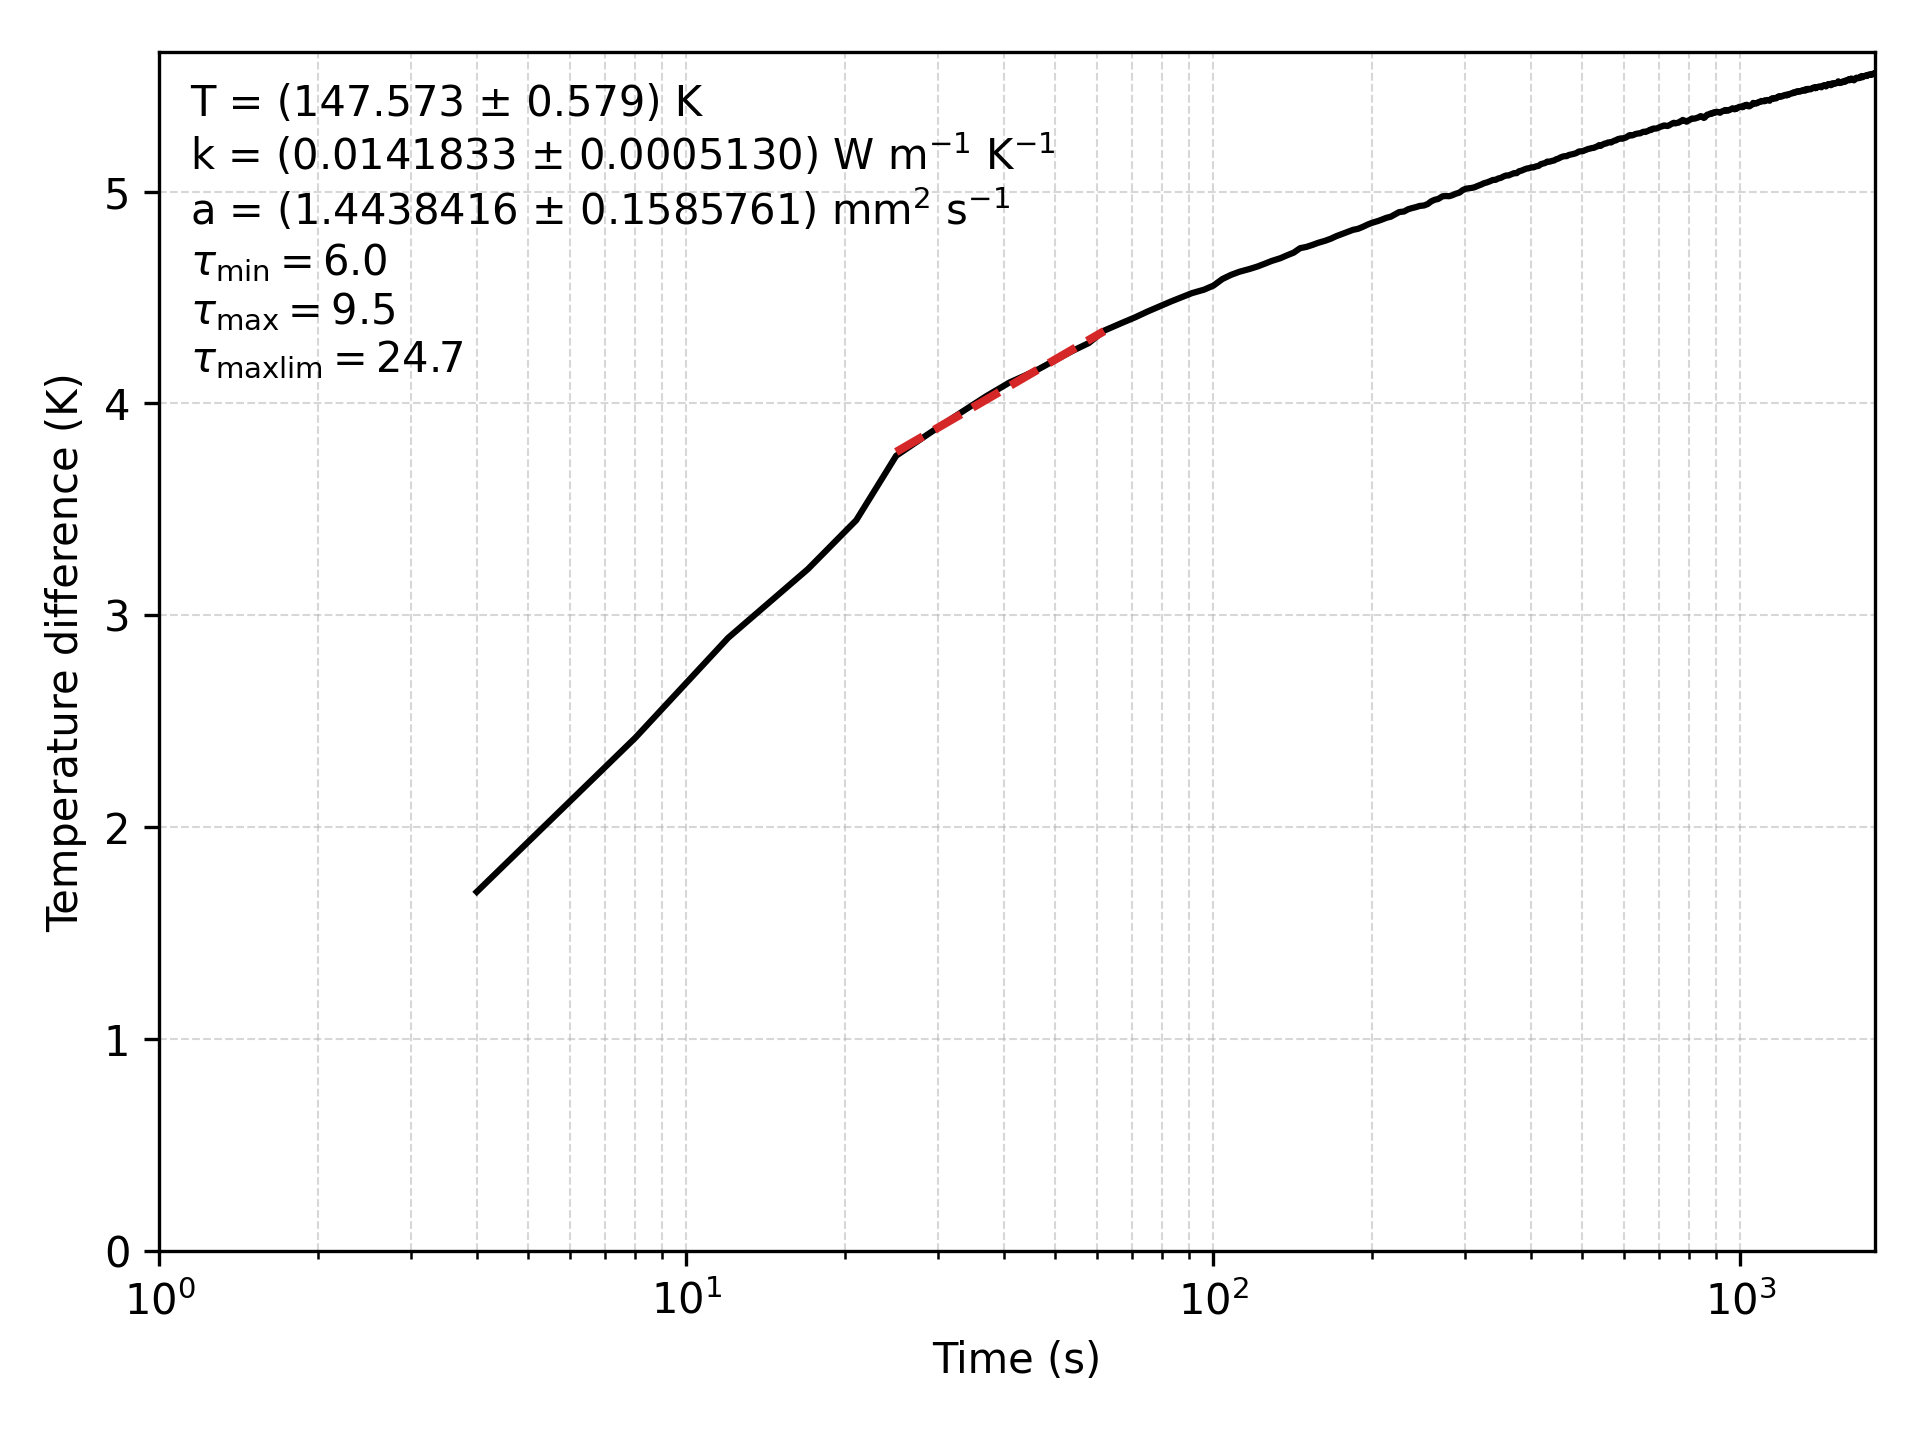 T = (147.573 ± 0.579) K
k = (0.0141833 ± 0.0005130) W m⁻¹ K⁻¹
a = (1.4438416 ± 0.1585761) mm² s⁻¹
τmin = 6.0
τmax = 9.5
τmaxlim = 24.7
Temperature difference (K)
5
4
3
2
1
0
10⁰ 10¹ 10² 10³
Time (s)